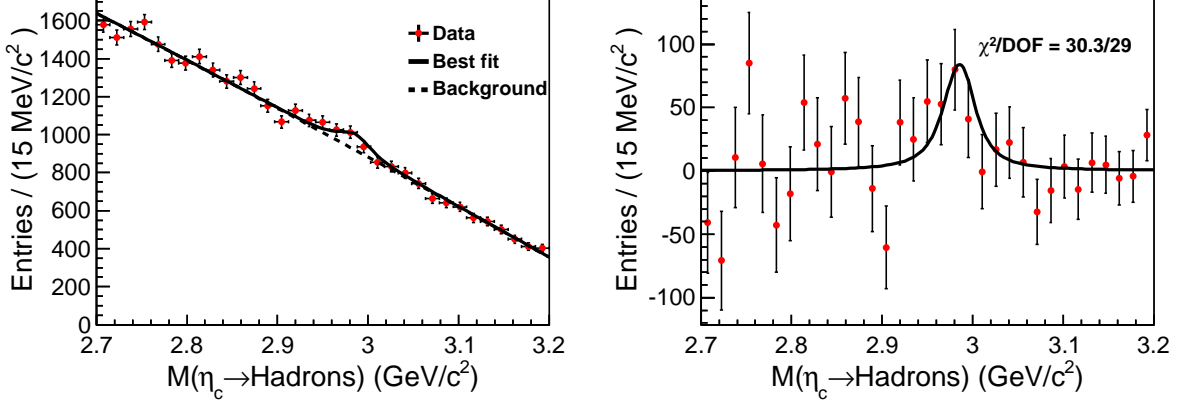 1600
1400
1200
1000
800
600
400
200
0
2.7 2.8 2.9 3 3.1 3.2
Entries / (15 MeV/c²)
M(ηc→Hadrons) (GeV/c²)
Data
Best fit
Background
100
50
0
-50
-100
2.7 2.8 2.9 3 3.1 3.2
Entries / (15 MeV/c²)
M(ηc→Hadrons) (GeV/c²)
χ²/DOF = 30.3/29